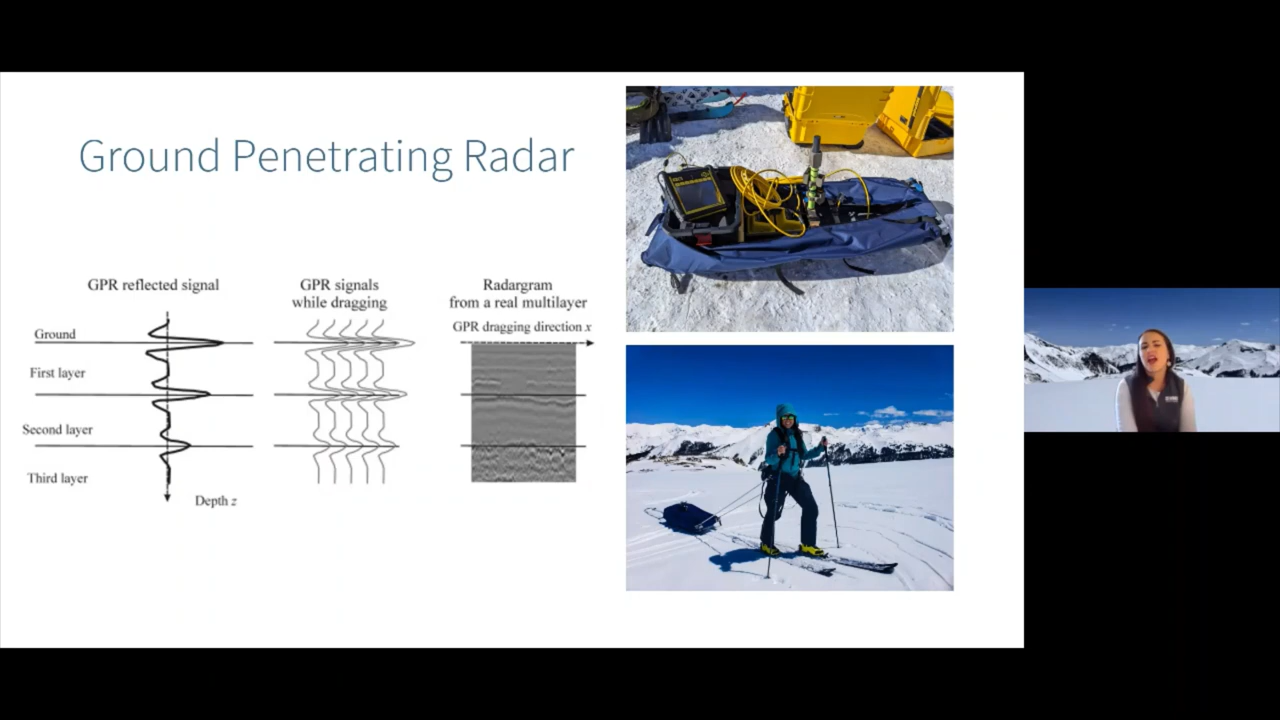 Ground Penetrating Radar
GPR reflected signal
GPR signals
while dragging
Radargram
from a real multilayer
GPR dragging direction x
Ground
First layer
Second layer
Third layer
Depth z